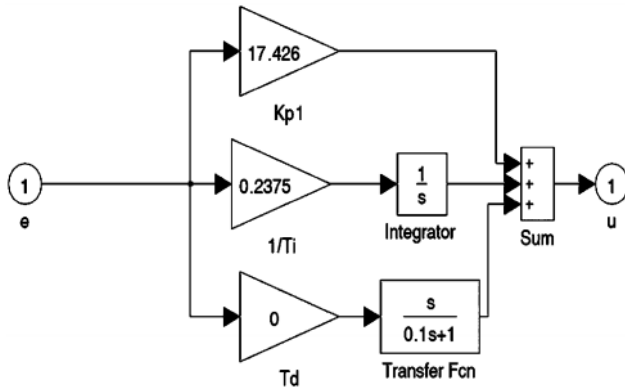 17.426
Kp1
1
e
0.2375
1/Ti
1
s
Integrator
+
+
+
Sum
1
u
0
Td
s
0.1s+1
Transfer Fcn